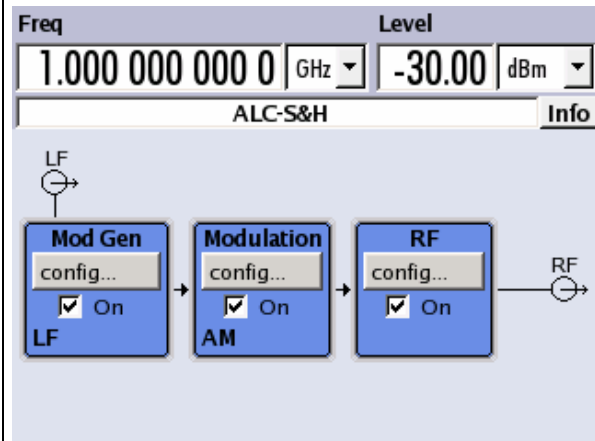 Freq Level
1.000 000 000 0 GHz -30.00 dBm
ALC-S&H Info
LF
Mod Gen Modulation RF
config... config... config... RF
On On On
LF AM